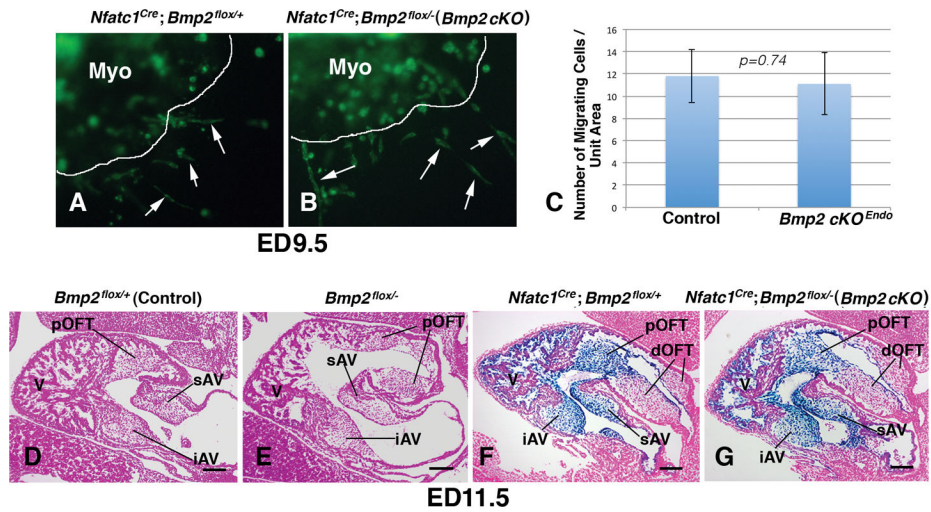 Nfatc1Cre; Bmp2flox/+
Nfatc1Cre; Bmp2flox/- (Bmp2 cKO)
Myo
A
Myo
B
ED9.5
C
Number of Migrating Cells / Unit Area
16
14
12
10
8
6
4
2
0
p=0.74
Control
Bmp2 cKOEndo
Bmp2flox/+ (Control)
Bmp2flox/-
Nfatc1Cre; Bmp2flox/+
Nfatc1Cre; Bmp2flox/- (Bmp2 cKO)
pOFT
V
sAV
iAV
D
pOFT
sAV
V
iAV
E
pOFT
dOFT
V
iAV
sAV
F
pOFT
dOFT
V
sAV
iAV
G
ED11.5